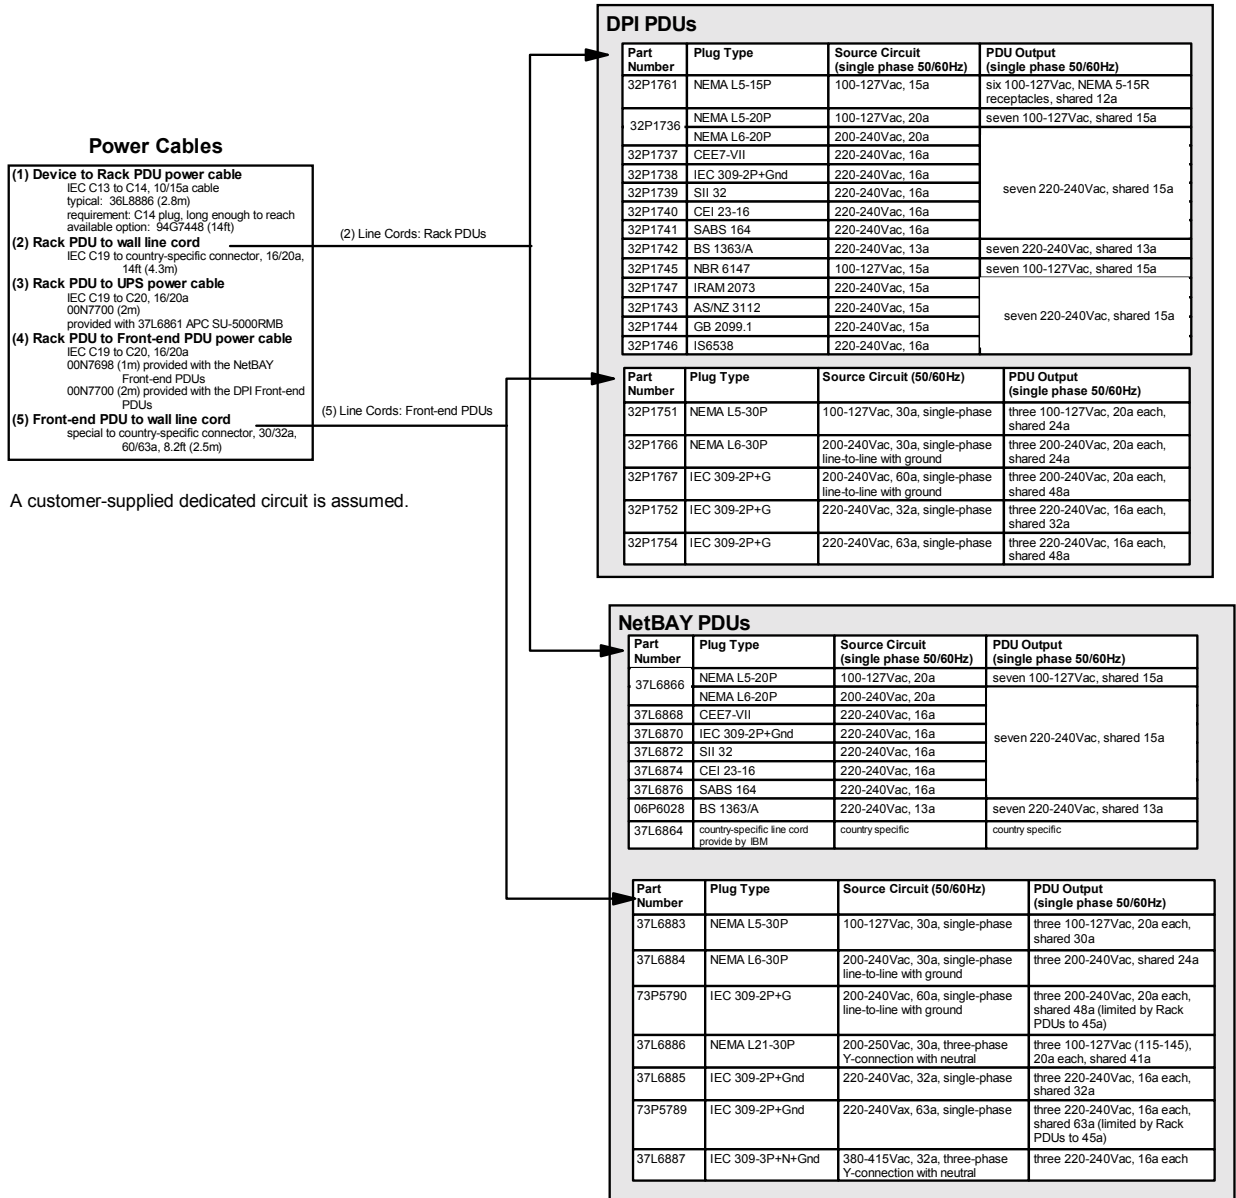 Power Cables
(1) Device to Rack PDU power cable
IEC C13 to C14, 10/15a cable
typical: 36L8886 (2.8m)
requirement: C14 plug, long enough to reach
available option: 94G7448 (14ft)
(2) Rack PDU to wall line cord
IEC C19 to country-specific connector, 16/20a,
14ft (4.3m)
(3) Rack PDU to UPS power cable
IEC C19 to C20, 16/20a
00N7700 (2m)
provided with 37L6861 APC SU-5000RMB
(4) Rack PDU to Front-end PDU power cable
IEC C19 to C20, 16/20a
00N7698 (1m) provided with the NetBAY
Front-end PDUs
00N7700 (2m) provided with the DPI Front-end
PDUs
(5) Front-end PDU to wall line cord
special to country-specific connector, 30/32a,
60/63a, 8.2ft (2.5m)
A customer-supplied dedicated circuit is assumed.
(2) Line Cords: Rack PDUs
(5) Line Cords: Front-end PDUs
DPI PDUs
Part Number Plug Type Source Circuit (single phase 50/60Hz) PDU Output (single phase 50/60Hz)
32P1761 NEMA L5-15P 100-127Vac, 15a six 100-127Vac, NEMA 5-15R
receptacles, shared 12a
32P1736 NEMA L5-20P 100-127Vac, 20a seven 100-127Vac, shared 15a
NEMA L6-20P 200-240Vac, 20a
32P1737 CEE7-VII 220-240Vac, 16a
32P1738 IEC 309-2P+Gnd 220-240Vac, 16a
32P1739 SII 32 220-240Vac, 16a seven 220-240Vac, shared 15a
32P1740 CEI 23-16 220-240Vac, 16a
32P1741 SABS 164 220-240Vac, 16a
32P1742 BS 1363/A 220-240Vac, 13a seven 220-240Vac, shared 13a
32P1745 NBR 6147 100-127Vac, 15a seven 100-127Vac, shared 15a
32P1747 IRAM 2073 220-240Vac, 15a
32P1743 AS/NZ 3112 220-240Vac, 15a seven 220-240Vac, shared 15a
32P1744 GB 2099.1 220-240Vac, 15a
32P1746 IS6538 220-240Vac, 16a
Part Number Plug Type Source Circuit (50/60Hz) PDU Output (single phase 50/60Hz)
32P1751 NEMA L5-30P 100-127Vac, 30a, single-phase three 100-127Vac, 20a each,
shared 24a
32P1766 NEMA L6-30P 200-240Vac, 30a, single-phase three 200-240Vac, 20a each,
line-to-line with ground shared 24a
32P1767 IEC 309-2P+G 200-240Vac, 60a, single-phase three 200-240Vac, 20a each,
line-to-line with ground shared 48a
32P1752 IEC 309-2P+G 220-240Vac, 32a, single-phase three 220-240Vac, 16a each,
shared 32a
32P1754 IEC 309-2P+G 220-240Vac, 63a, single-phase three 220-240Vac, 16a each,
shared 48a
NetBAY PDUs
Part Number Plug Type Source Circuit (single phase 50/60Hz) PDU Output (single phase 50/60Hz)
37L6866 NEMA L5-20P 100-127Vac, 20a seven 100-127Vac, shared 15a
NEMA L6-20P 200-240Vac, 20a
37L6868 CEE7-VII 220-240Vac, 16a
37L6870 IEC 309-2P+Gnd 220-240Vac, 16a seven 220-240Vac, shared 15a
37L6872 SII 32 220-240Vac, 16a
37L6874 CEI 23-16 220-240Vac, 16a
37L6876 SABS 164 220-240Vac, 16a
06P6028 BS 1363/A 220-240Vac, 13a seven 220-240Vac, shared 13a
37L6864 country-specific line cord country specific country specific
provide by IBM
Part Number Plug Type Source Circuit (50/60Hz) PDU Output (single phase 50/60Hz)
37L6883 NEMA L5-30P 100-127Vac, 30a, single-phase three 100-127Vac, 20a each,
shared 30a
37L6884 NEMA L6-30P 200-240Vac, 30a, single-phase three 200-240Vac, shared 24a
line-to-line with ground
73P5790 IEC 309-2P+G 200-240Vac, 60a, single-phase three 200-240Vac, 20a each,
line-to-line with ground shared 48a (limited by Rack
PDUs to 45a)
37L6886 NEMA L21-30P 200-250Vac, 30a, three-phase three 100-127Vac (115-145),
Y-connection with neutral 20a each, shared 41a
37L6885 IEC 309-2P+Gnd 220-240Vac, 32a, single-phase three 220-240Vac, 16a each,
shared 32a
73P5789 IEC 309-2P+Gnd 220-240Vax, 63a, single-phase three 220-240Vac, 16a each,
shared 63a (limited by Rack
PDUs to 45a)
37L6887 IEC 309-3P+N+Gnd 380-415Vac, 32a, three-phase three 220-240Vac, 16a each
Y-connection with neutral